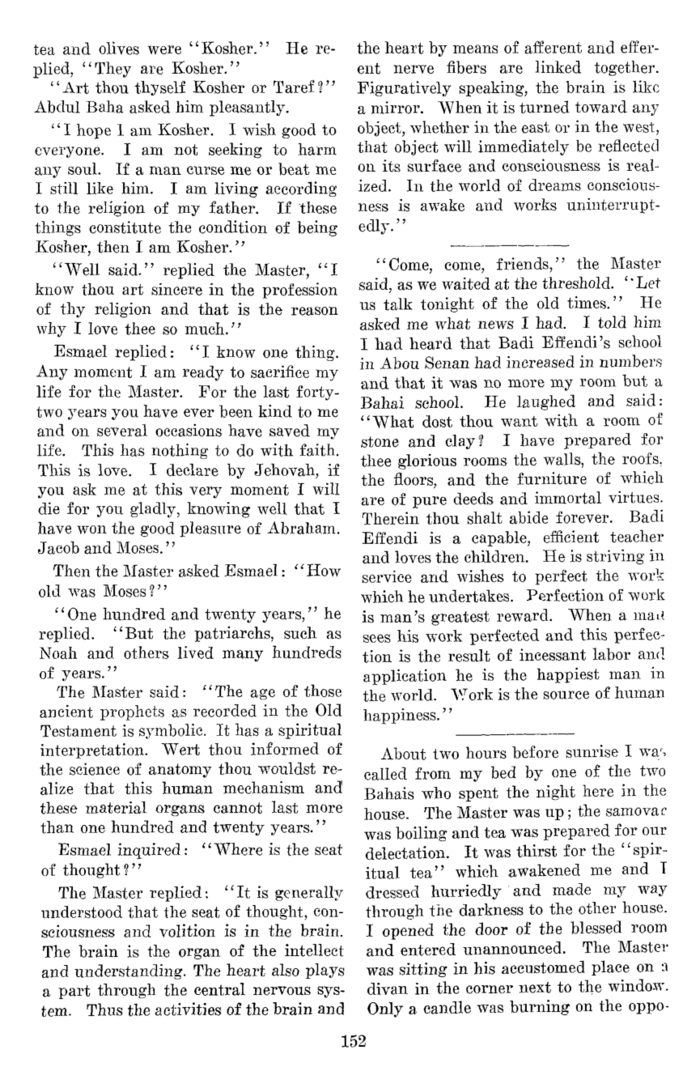 tea and olives were "Kosher." He re-
plied, "They are Kosher."
"Art thou thyself Kosher or Taref?"
Abdul Baha asked him pleasantly.
"I hope I am Kosher. I wish good to
everyone. I am not seeking to harm
any soul. If a man curse me or beat me
I still like him. I am living according
to the religion of my father. If these
things constitute the condition of being
Kosher, then I am Kosher."
"Well said." replied the Master, "I
know thou art sincere in the profession
of thy religion and that is the reason
why I love thee so much."
Esmael replied: "I know one thing.
Any moment I am ready to sacrifice my
life for the Master. For the last forty-
two years you have ever been kind to me
and on several occasions have saved my
life. This has nothing to do with faith.
This is love. I declare by Jehovah, if
you ask me at this very moment I will
die for you gladly, knowing well that I
have won the good pleasure of Abraham.
Jacob and Moses."
Then the Master asked Esmael: "How
old was Moses?"
"One hundred and twenty years," he
replied. "But the patriarchs, such as
Noah and others lived many hundreds
of years."
The Master said: "The age of those
ancient prophets as recorded in the Old
Testament is symbolic. It has a spiritual
interpretation. Wert thou informed of
the science of anatomy thou wouldst re-
alize that this human mechanism and
these material organs cannot last more
than one hundred and twenty years."
Esmael inquired: "Where is the seat
of thought?"
The Master replied: "It is generally
understood that the seat of thought, con-
sciousness and volition is in the brain.
The brain is the organ of the intellect
and understanding. The heart also plays
a part through the central nervous sys-
tem. Thus the activities of the brain and
the heart by means of afferent and effer-
ent nerve fibers are linked together.
Figuratively speaking, the brain is like
a mirror. When it is turned toward any
object, whether in the east or in the west,
that object will immediately be reflected
on its surface and consciousness is real-
ized. In the world of dreams conscious-
ness is awake and works uninterrupt-
edly."
"Come, come, friends," the Master
said, as we waited at the threshold. "Let
us talk tonight of the old times." He
asked me what news I had. I told him
I had heard that Badi Effendi's school
in Abou Senan had increased in numbers
and that it was no more my room but a
Bahai school. He laughed and said:
"What dost thou want with a room of
stone and clay? I have prepared for
thee glorious rooms the walls, the roofs,
the floors, and the furniture of which
are of pure deeds and immortal virtues.
Therein thou shalt abide forever. Badi
Effendi is a capable, efficient teacher
and loves the children. He is striving in
service and wishes to perfect the work
which he undertakes. Perfection of work
is man's greatest reward. When a man
sees his work perfected and this perfec-
tion is the result of incessant labor and
application he is the happiest man in
the world. Work is the source of human
happiness."
About two hours before sunrise I was
called from my bed by one of the two
Bahais who spent the night here in the
house. The Master was up; the samovar
was boiling and tea was prepared for our
delectation. It was thirst for the "spir-
itual tea" which awakened me and I
dressed hurriedly and made my way
through the darkness to the other house.
I opened the door of the blessed room
and entered unannounced. The Master
was sitting in his accustomed place on a
divan in the corner next to the window.
Only a candle was burning on the oppo-
152